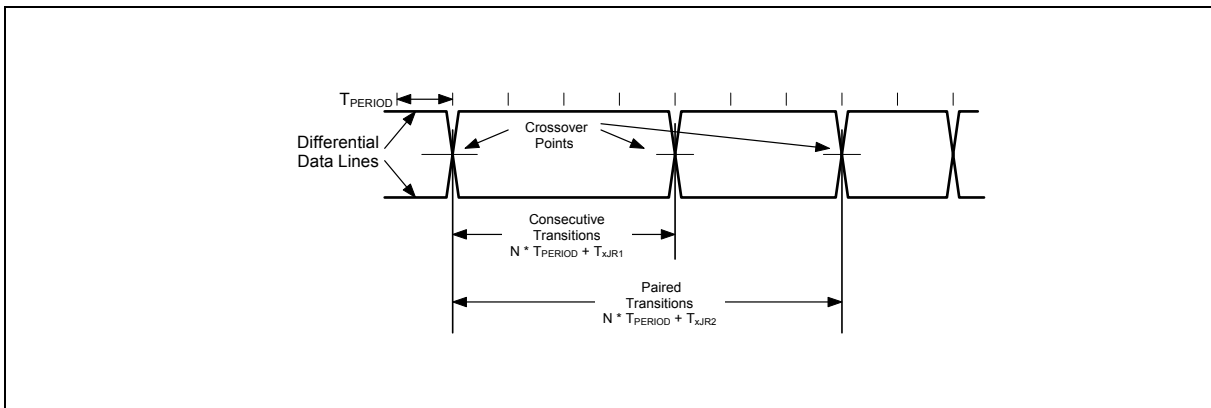 TPERIOD
Differential
Data Lines
Crossover
Points
Consecutive
Transitions
N * TPERIOD + TxJR1
Paired
Transitions
N * TPERIOD + TxJR2